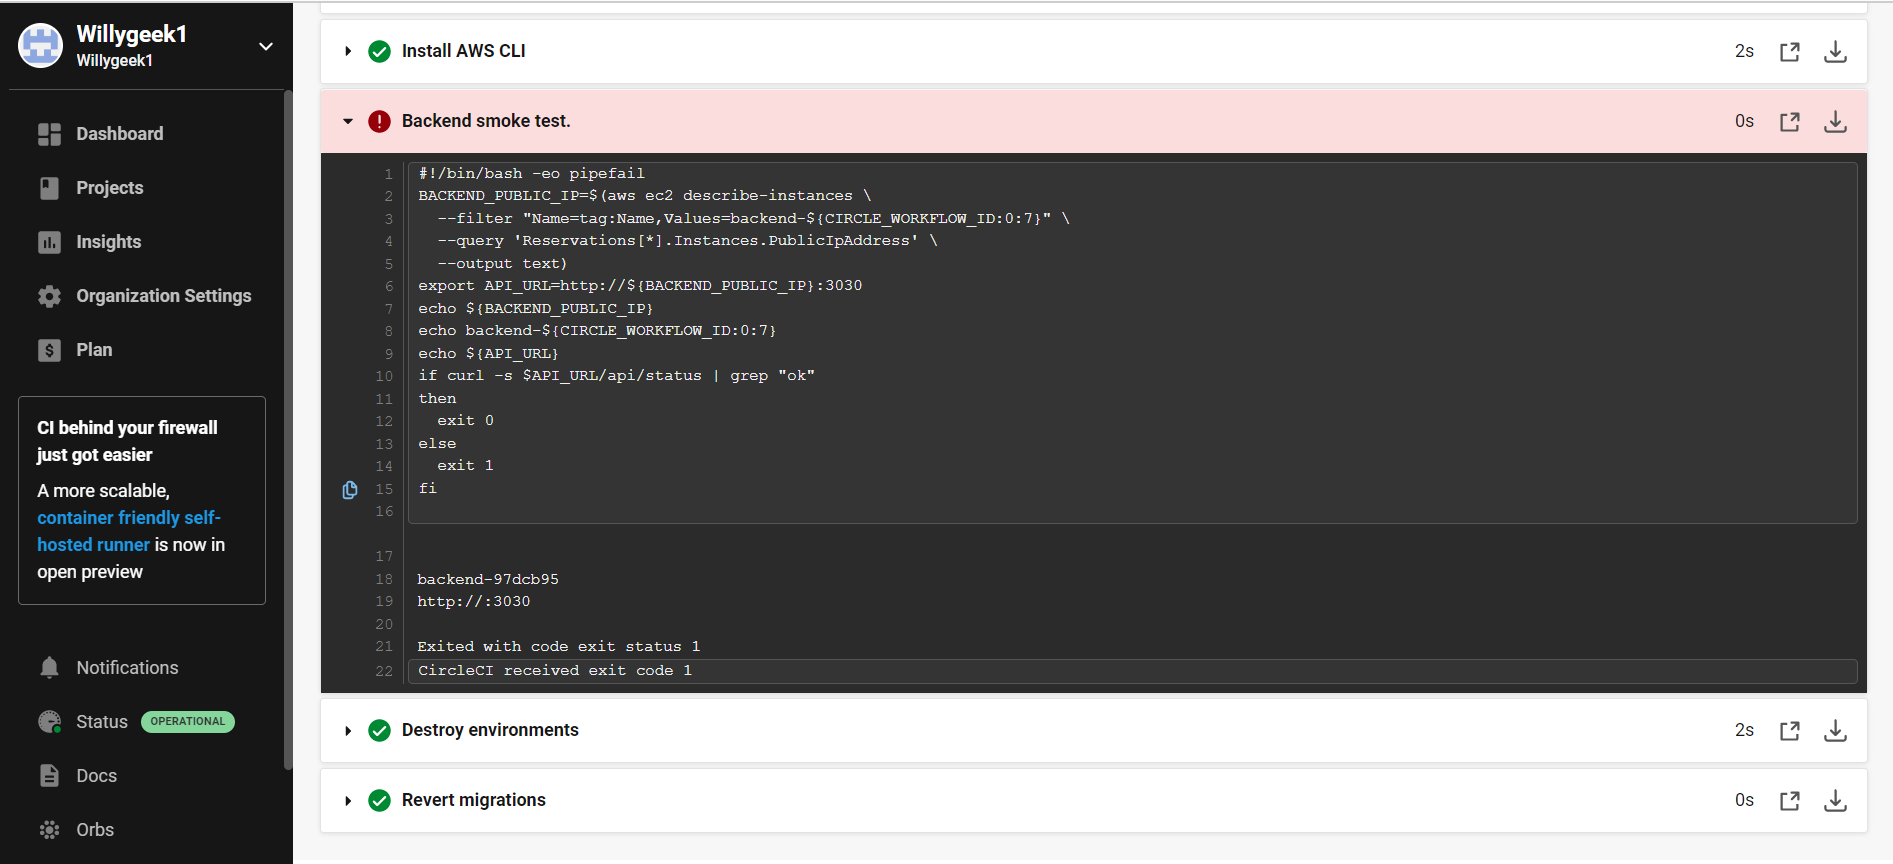 Willygeek1
Willygeek1
Dashboard
Projects
Insights
Organization Settings
$ Plan
CI behind your firewall
just got easier
A more scalable,
container friendly self-
hosted runner is now in
open preview
Notifications
Status OPERATIONAL
Docs
Orbs
Install AWS CLI 2s
! Backend smoke test. 0s
1 #!/bin/bash -eo pipefail
2 BACKEND_PUBLIC_IP=$(aws ec2 describe-instances \
3   --filter "Name=tag:Name,Values=backend-${CIRCLE_WORKFLOW_ID:0:7}" \
4   --query 'Reservations[*].Instances.PublicIpAddress' \
5   --output text)
6 export API_URL=http://${BACKEND_PUBLIC_IP}:3030
7 echo ${BACKEND_PUBLIC_IP}
8 echo backend-${CIRCLE_WORKFLOW_ID:0:7}
9 echo ${API_URL}
10 if curl -s $API_URL/api/status | grep "ok"
11 then
12   exit 0
13 else
14   exit 1
15 fi
16
17
18 backend-97dcb95
19 http://:3030
20
21 Exited with code exit status 1
22 CircleCI received exit code 1
Destroy environments 2s
Revert migrations 0s